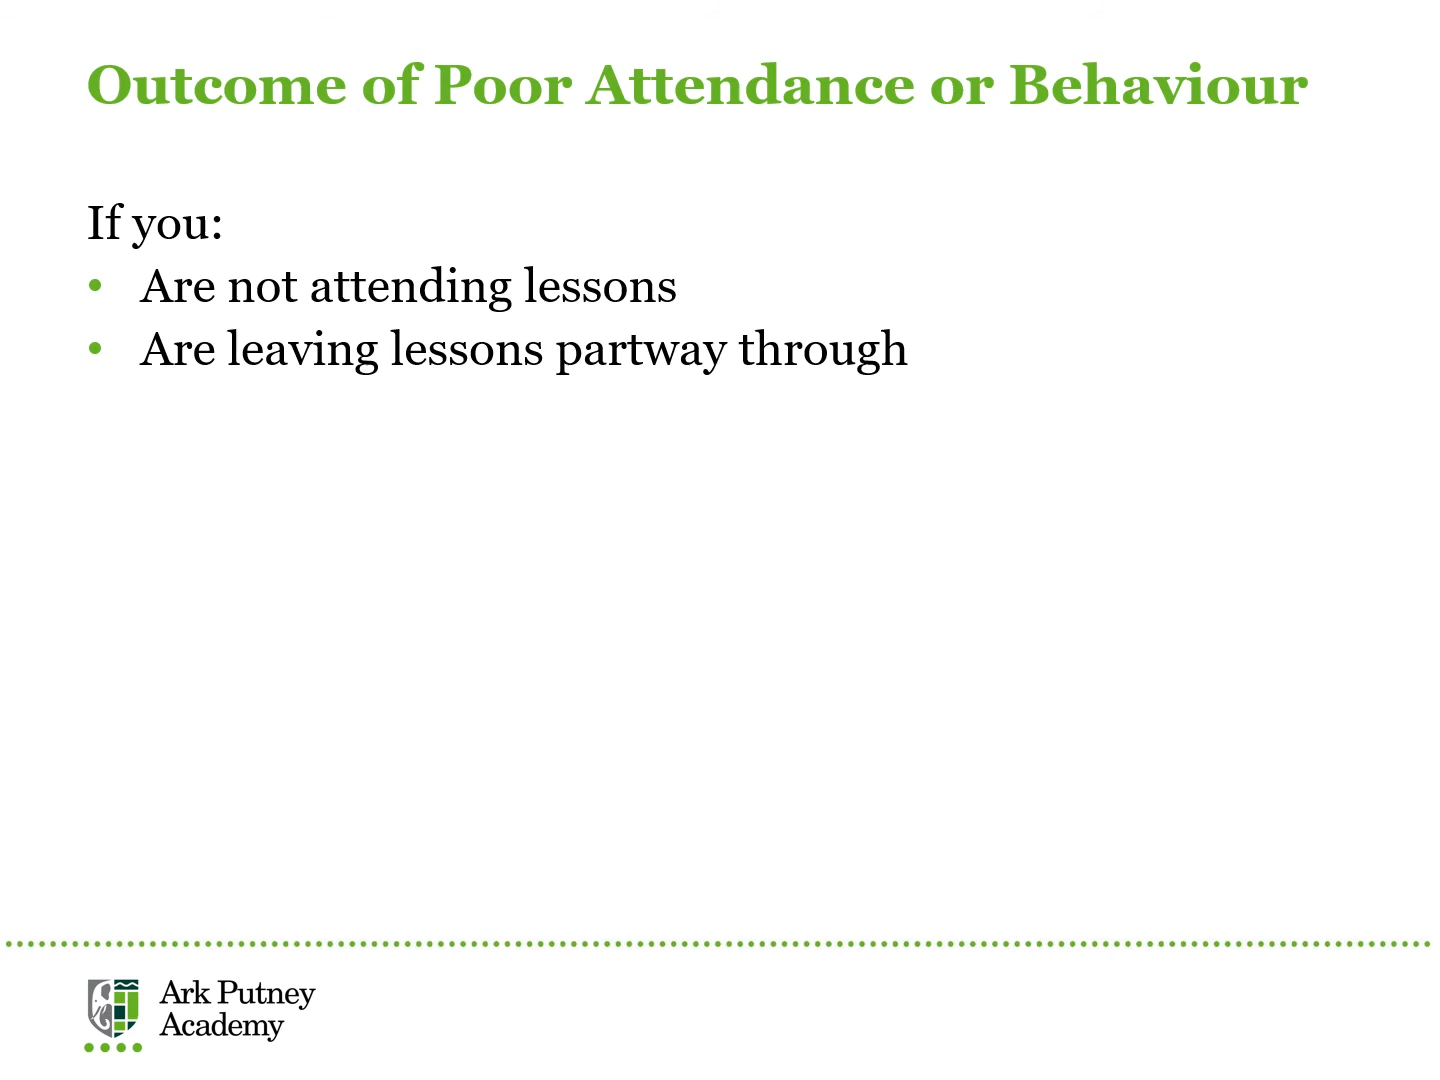 Outcome of Poor Attendance or Behaviour
If you:
• Are not attending lessons
• Are leaving lessons partway through
Ark Putney
Academy